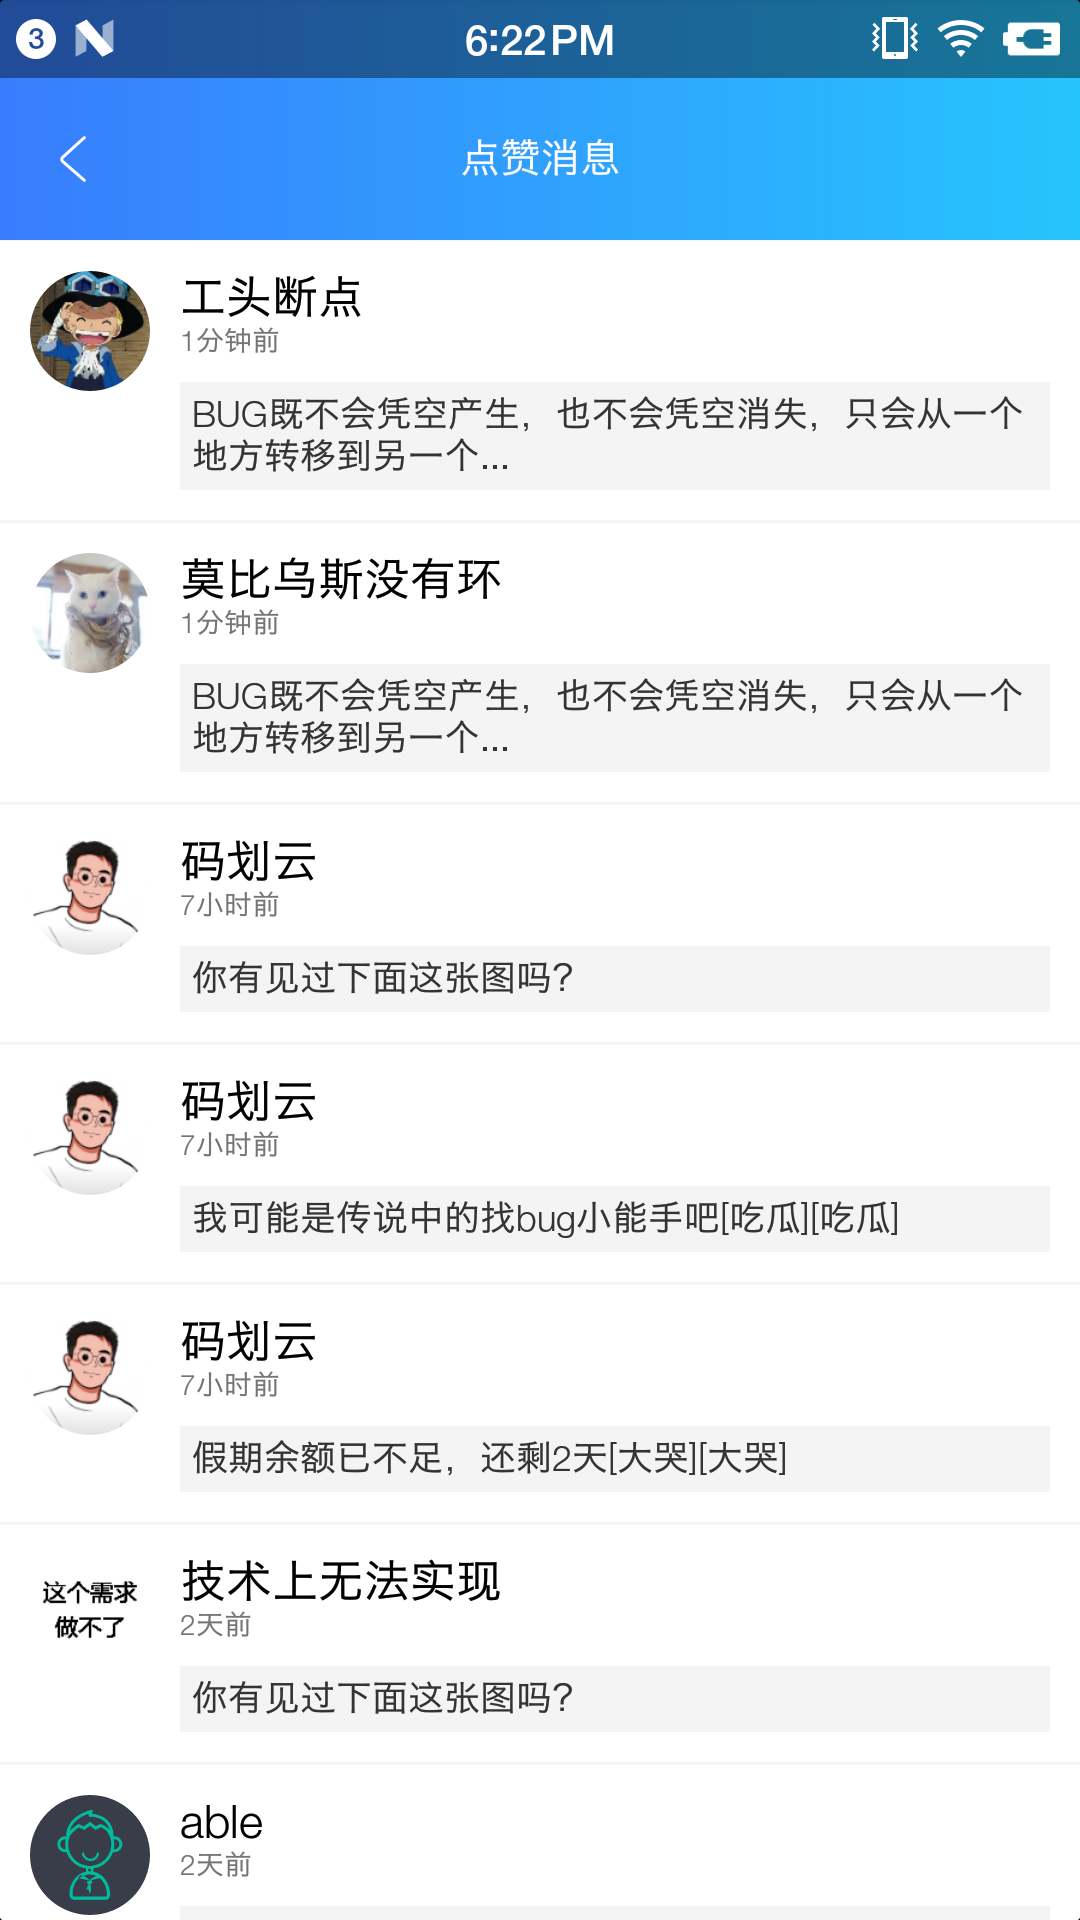 3
6:22PM
点赞消息
工头断点
1分钟前
BUG既不会凭空产生，也不会凭空消失，只会从一个
地方转移到另一个...
莫比乌斯没有环
1分钟前
BUG既不会凭空产生，也不会凭空消失，只会从一个
地方转移到另一个...
码划云
7小时前
你有见过下面这张图吗？
码划云
7小时前
我可能是传说中的找bug小能手吧[吃瓜][吃瓜]
码划云
7小时前
假期余额已不足，还剩2天[大哭][大哭]
这个需求
做不了
技术上无法实现
2天前
你有见过下面这张图吗？
able
2天前